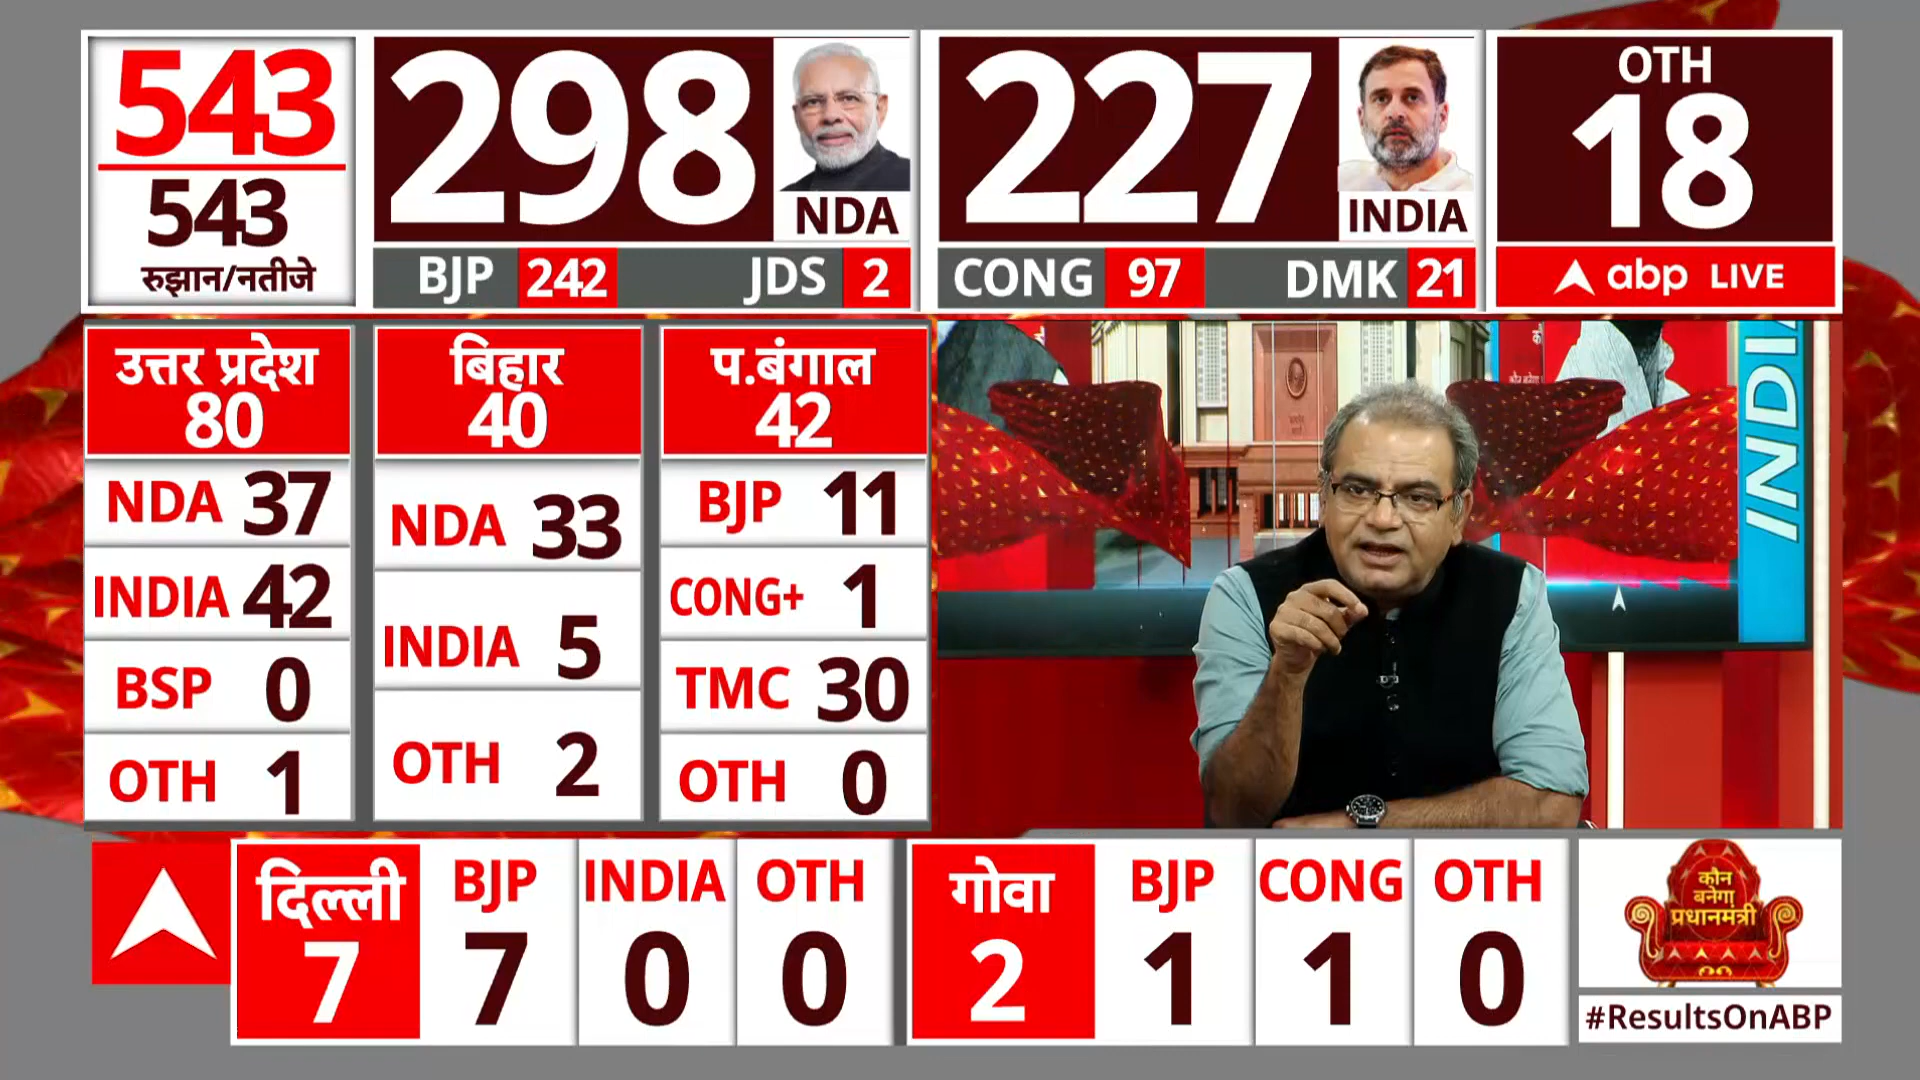 543
543
रुझान/नतीजे
298
NDA
BJP 242
JDS 2
227
INDIA
CONG 97
DMK 21
OTH
18
abp LIVE
उत्तर प्रदेश
80
NDA 37
INDIA 42
BSP 0
OTH 1
बिहार
40
NDA 33
INDIA 5
OTH 2
प.बंगाल
42
BJP 11
CONG+ 1
TMC 30
OTH 0
INDI
दिल्ली
7
BJP
7
INDIA
0
OTH
0
गोवा
2
BJP
1
CONG
1
OTH
0
कौन
बनेगा
प्रधानमंत्री
#ResultsOnABP